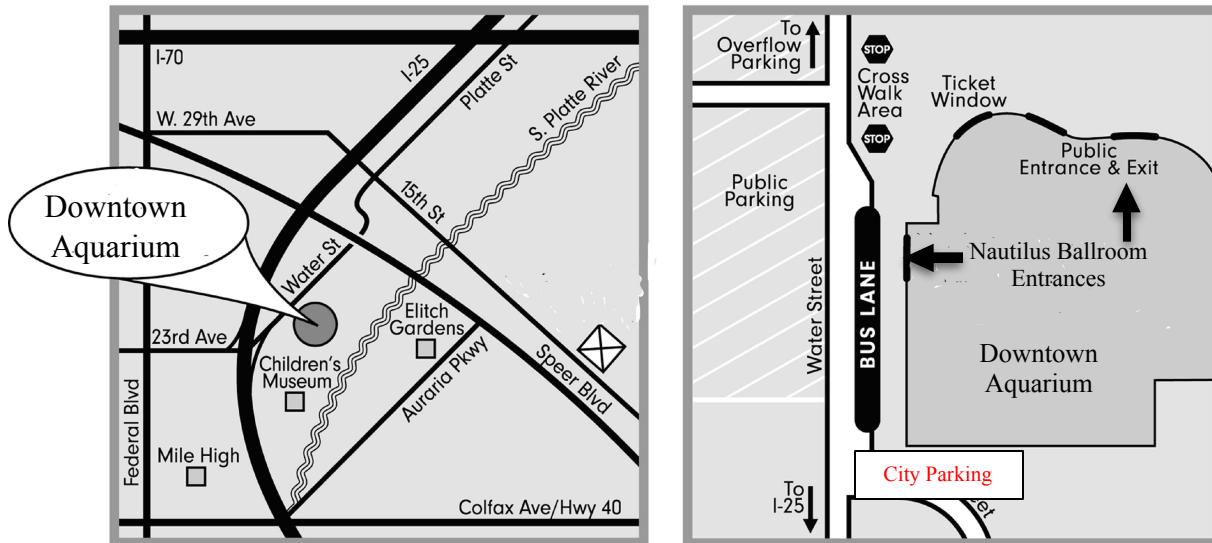 I-70
I-25
Platte St
S. Platte River
W. 29th Ave
15th St
Downtown
Aquarium
Water St
Elitch
Gardens
23rd Ave
Children's
Museum
Auraria Pkwy
Speer Blvd
Federal Blvd
Mile High
Colfax Ave/Hwy 40
To
Overflow
Parking
STOP
Cross
Walk
Area
STOP
Ticket
Window
Public
Entrance & Exit
Public
Parking
Nautilus Ballroom
Entrances
Water Street
BUS LANE
Downtown
Aquarium
City Parking
To
I-25